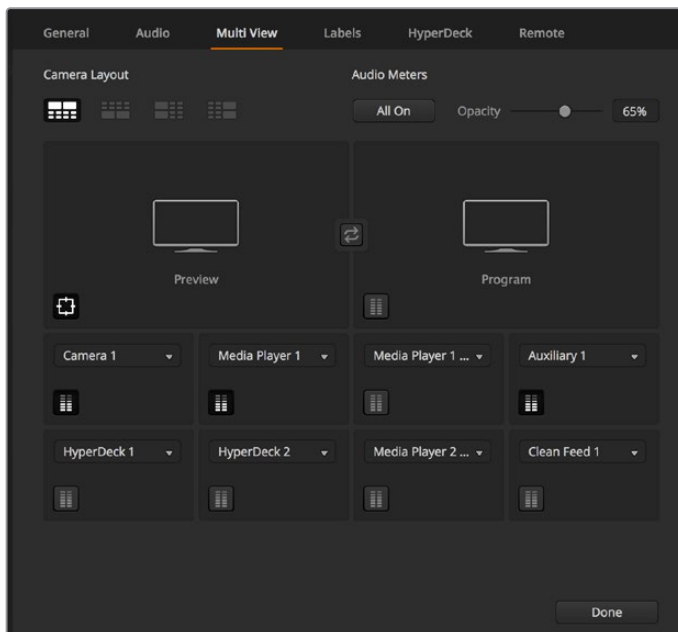 General Audio Multi View Labels HyperDeck Remote
Camera Layout Audio Meters
All On Opacity 65%
Preview Program
Camera 1 Media Player 1 Media Player 1 ... Auxiliary 1
HyperDeck 1 HyperDeck 2 Media Player 2 ... Clean Feed 1
Done